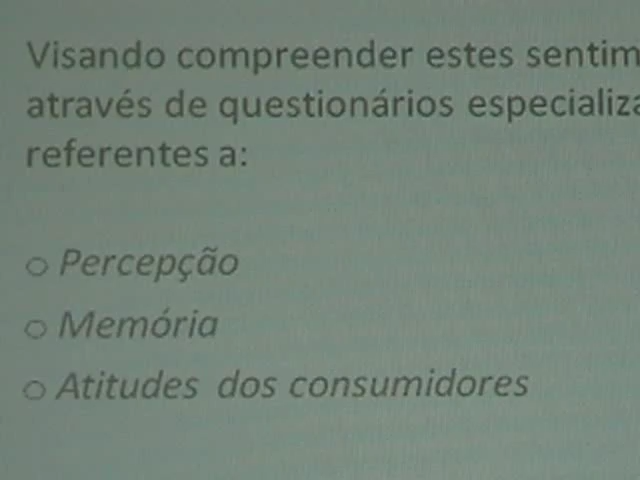 Visando compreender estes
através de questionários
referentes a:
o Percepção
o Memória
o Atitudes dos consumidores